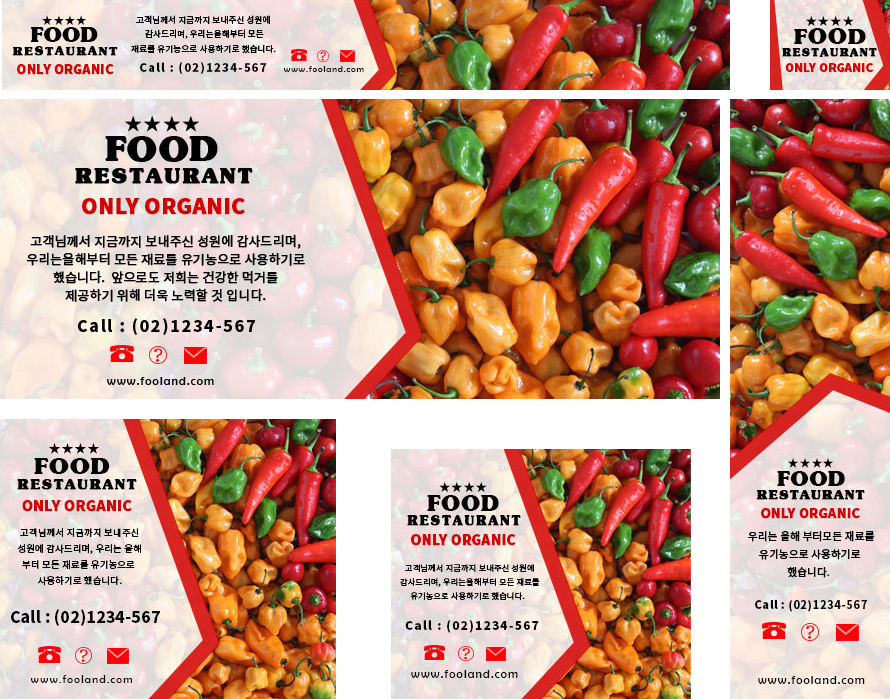 ★★★★
FOOD
RESTAURANT
ONLY ORGANIC
고객님께서 지금까지 보내주신 성원에
감사드리며, 우리는올해부터 모든
재료를 유기농으로 사용하기로 했습니다.
Call : (02)1234-567
www.fooland.com
★★★★
FOOD
RESTAURANT
ONLY ORGANIC
★★★★
FOOD
RESTAURANT
ONLY ORGANIC
고객님께서 지금까지 보내주신 성원에 감사드리며,
우리는올해부터 모든 재료를 유기농으로 사용하기로
했습니다. 앞으로도 저희는 건강한 먹거를
제공하기 위해 더욱 노력할 것 입니다.
Call : (02)1234-567
www.fooland.com
★★★★
FOOD
RESTAURANT
ONLY ORGANIC
고객님께서 지금까지 보내주신
성원에 감사드리며, 우리는 올해
부터 모든 재료를 유기농으로
사용하기로 했습니다.
Call : (02)1234-567
www.fooland.com
★★★★
FOOD
RESTAURANT
ONLY ORGANIC
고객님께서 지금까지 보내주신 성원에
감사드리며, 우리는올해부터 모든 재료를
유기농으로 사용하기로 했습니다.
Call : (02)1234-567
www.fooland.com
★★★★
FOOD
RESTAURANT
ONLY ORGANIC
우리는 올해 부터모든 재료를
유기농으로 사용하기로
했습니다.
Call : (02)1234-567
www.fooland.com